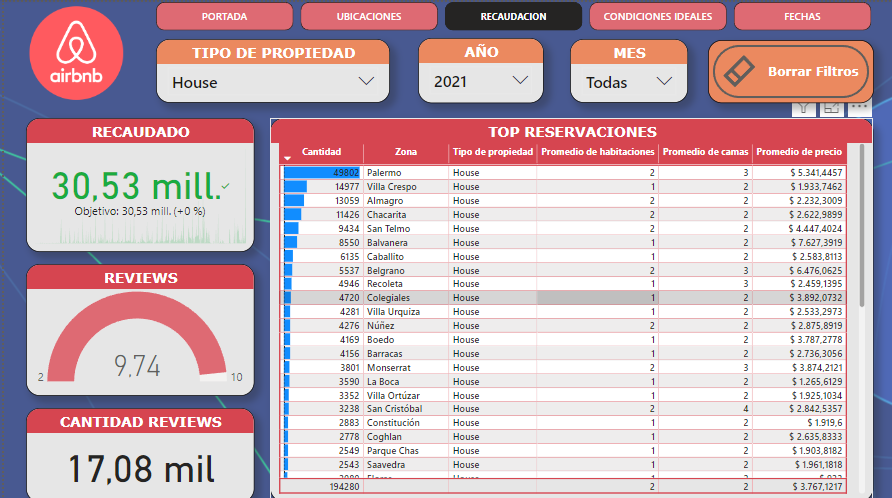 PORTADA
UBICACIONES
RECAUDACION
CONDICIONES IDEALES
FECHAS
airbnb
TIPO DE PROPIEDAD
House
AÑO
2021
MES
Todas
Borrar Filtros
RECAUDADO
30,53 mill.
Objetivo: 30,53 mill. (+0 %)
REVIEWS
9,74
2
10
CANTIDAD REVIEWS
17,08 mil
TOP RESERVACIONES
Cantidad Zona Tipo de propiedad Promedio de habitaciones Promedio de camas Promedio de precio
49802 Palermo House 2 3 $ 5.341,4457
14977 Villa Crespo House 1 2 $ 1.933,7462
13059 Almagro House 2 2 $ 2.232,3009
11426 Chacarita House 2 2 $ 2.622,9899
9434 San Telmo House 2 2 $ 4.447,4024
8550 Balvanera House 1 2 $ 7.627,3919
6135 Caballito House 1 2 $ 2.583,8113
5537 Belgrano House 2 3 $ 6.476,0625
4946 Recoleta House 1 3 $ 2.459,1395
4720 Colegiales House 1 2 $ 3.892,0732
4281 Villa Urquiza House 1 2 $ 2.533,2973
4276 Núñez House 2 2 $ 2.875,8919
4169 Boedo House 1 2 $ 3.787,2778
4156 Barracas House 1 2 $ 2.736,3056
3801 Monserrat House 2 3 $ 3.874,2121
3590 La Boca House 1 2 $ 1.265,6129
3352 Villa Ortúzar House 1 2 $ 1.925,1034
3238 San Cristóbal House 2 4 $ 2.842,5357
2883 Constitución House 1 2 $ 1.919,6
2778 Coghlan House 1 2 $ 2.635,8333
2549 Parque Chas House 1 2 $ 1.903,8182
2543 Saavedra House 1 2 $ 1.961,1818
194280 2 2 $ 3.767,1217